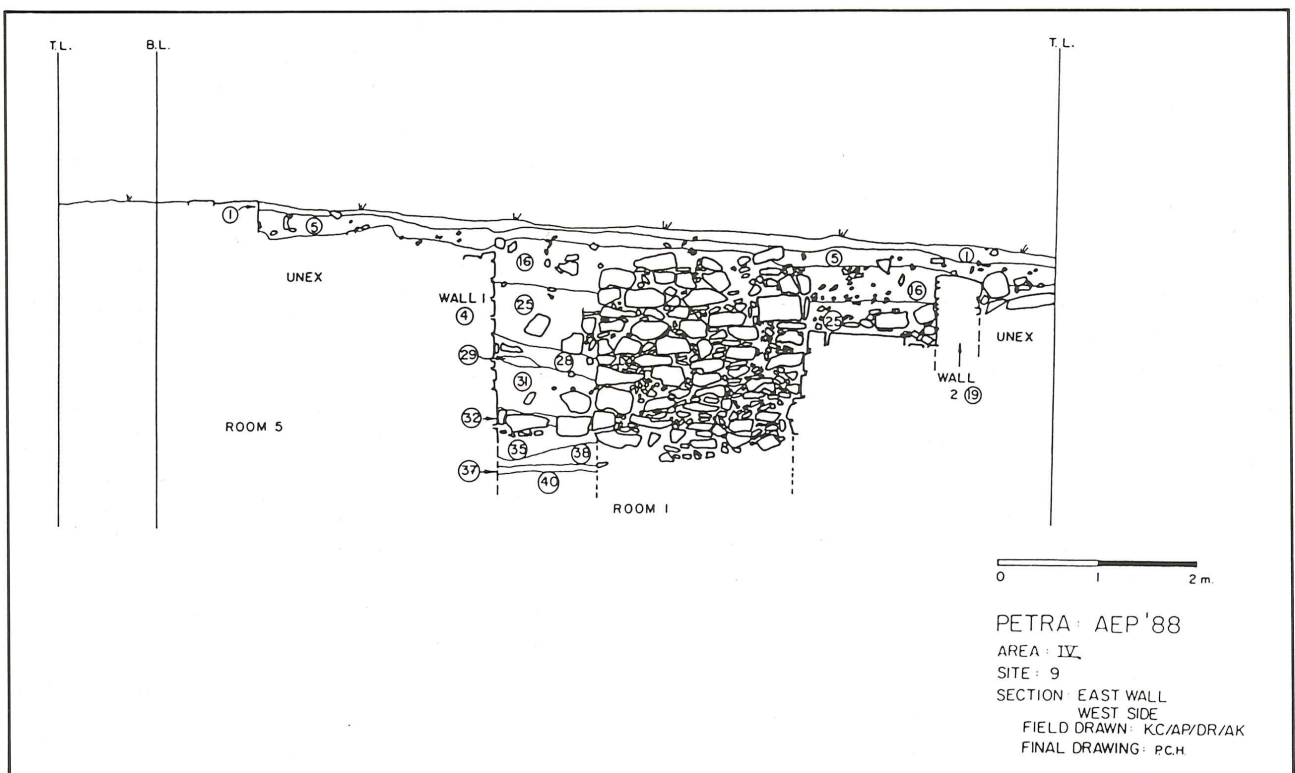 T.L.
B.L.
T.L.
1
5
UNEX
16
5
1
WALL 1
4
25
16
25
UNEX
29
28
31
WALL
2 19
ROOM 5
32
35
38
37
40
ROOM 1
0 1 2 m.
PETRA: AEP '88
AREA: IV
SITE: 9
SECTION: EAST WALL
WEST SIDE
FIELD DRAWN: KC/AP/DR/AK
FINAL DRAWING: P.C.H.